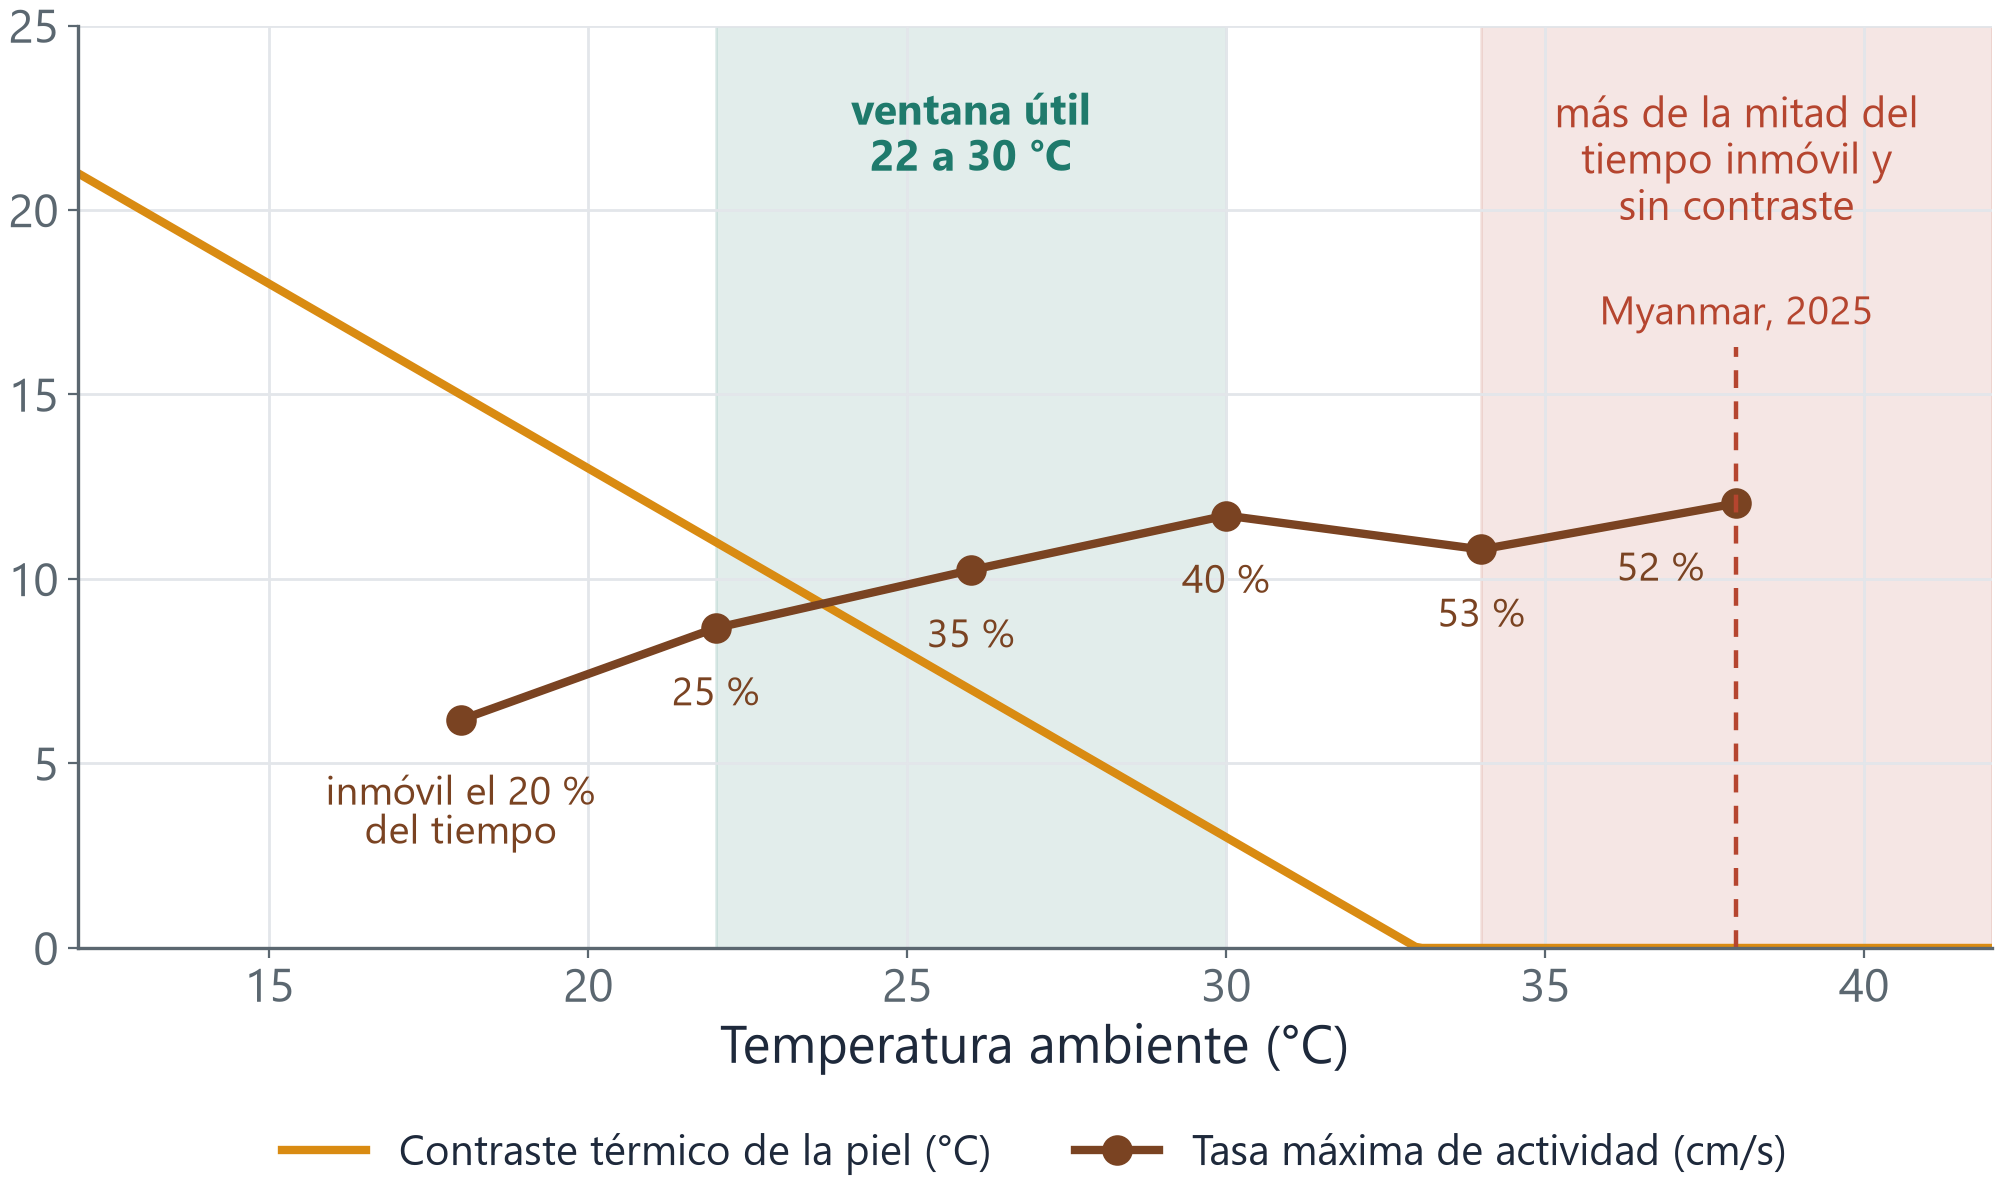 25
20
15
10
5
0
ventana útil
22 a 30 °C
más de la mitad del
tiempo inmóvil y
sin contraste
Myanmar, 2025
inmóvil el 20 %
del tiempo
25 %
35 %
40 %
53 %
52 %
15 20 25 30 35 40
Temperatura ambiente (°C)
Contraste térmico de la piel (°C) Tasa máxima de actividad (cm/s)